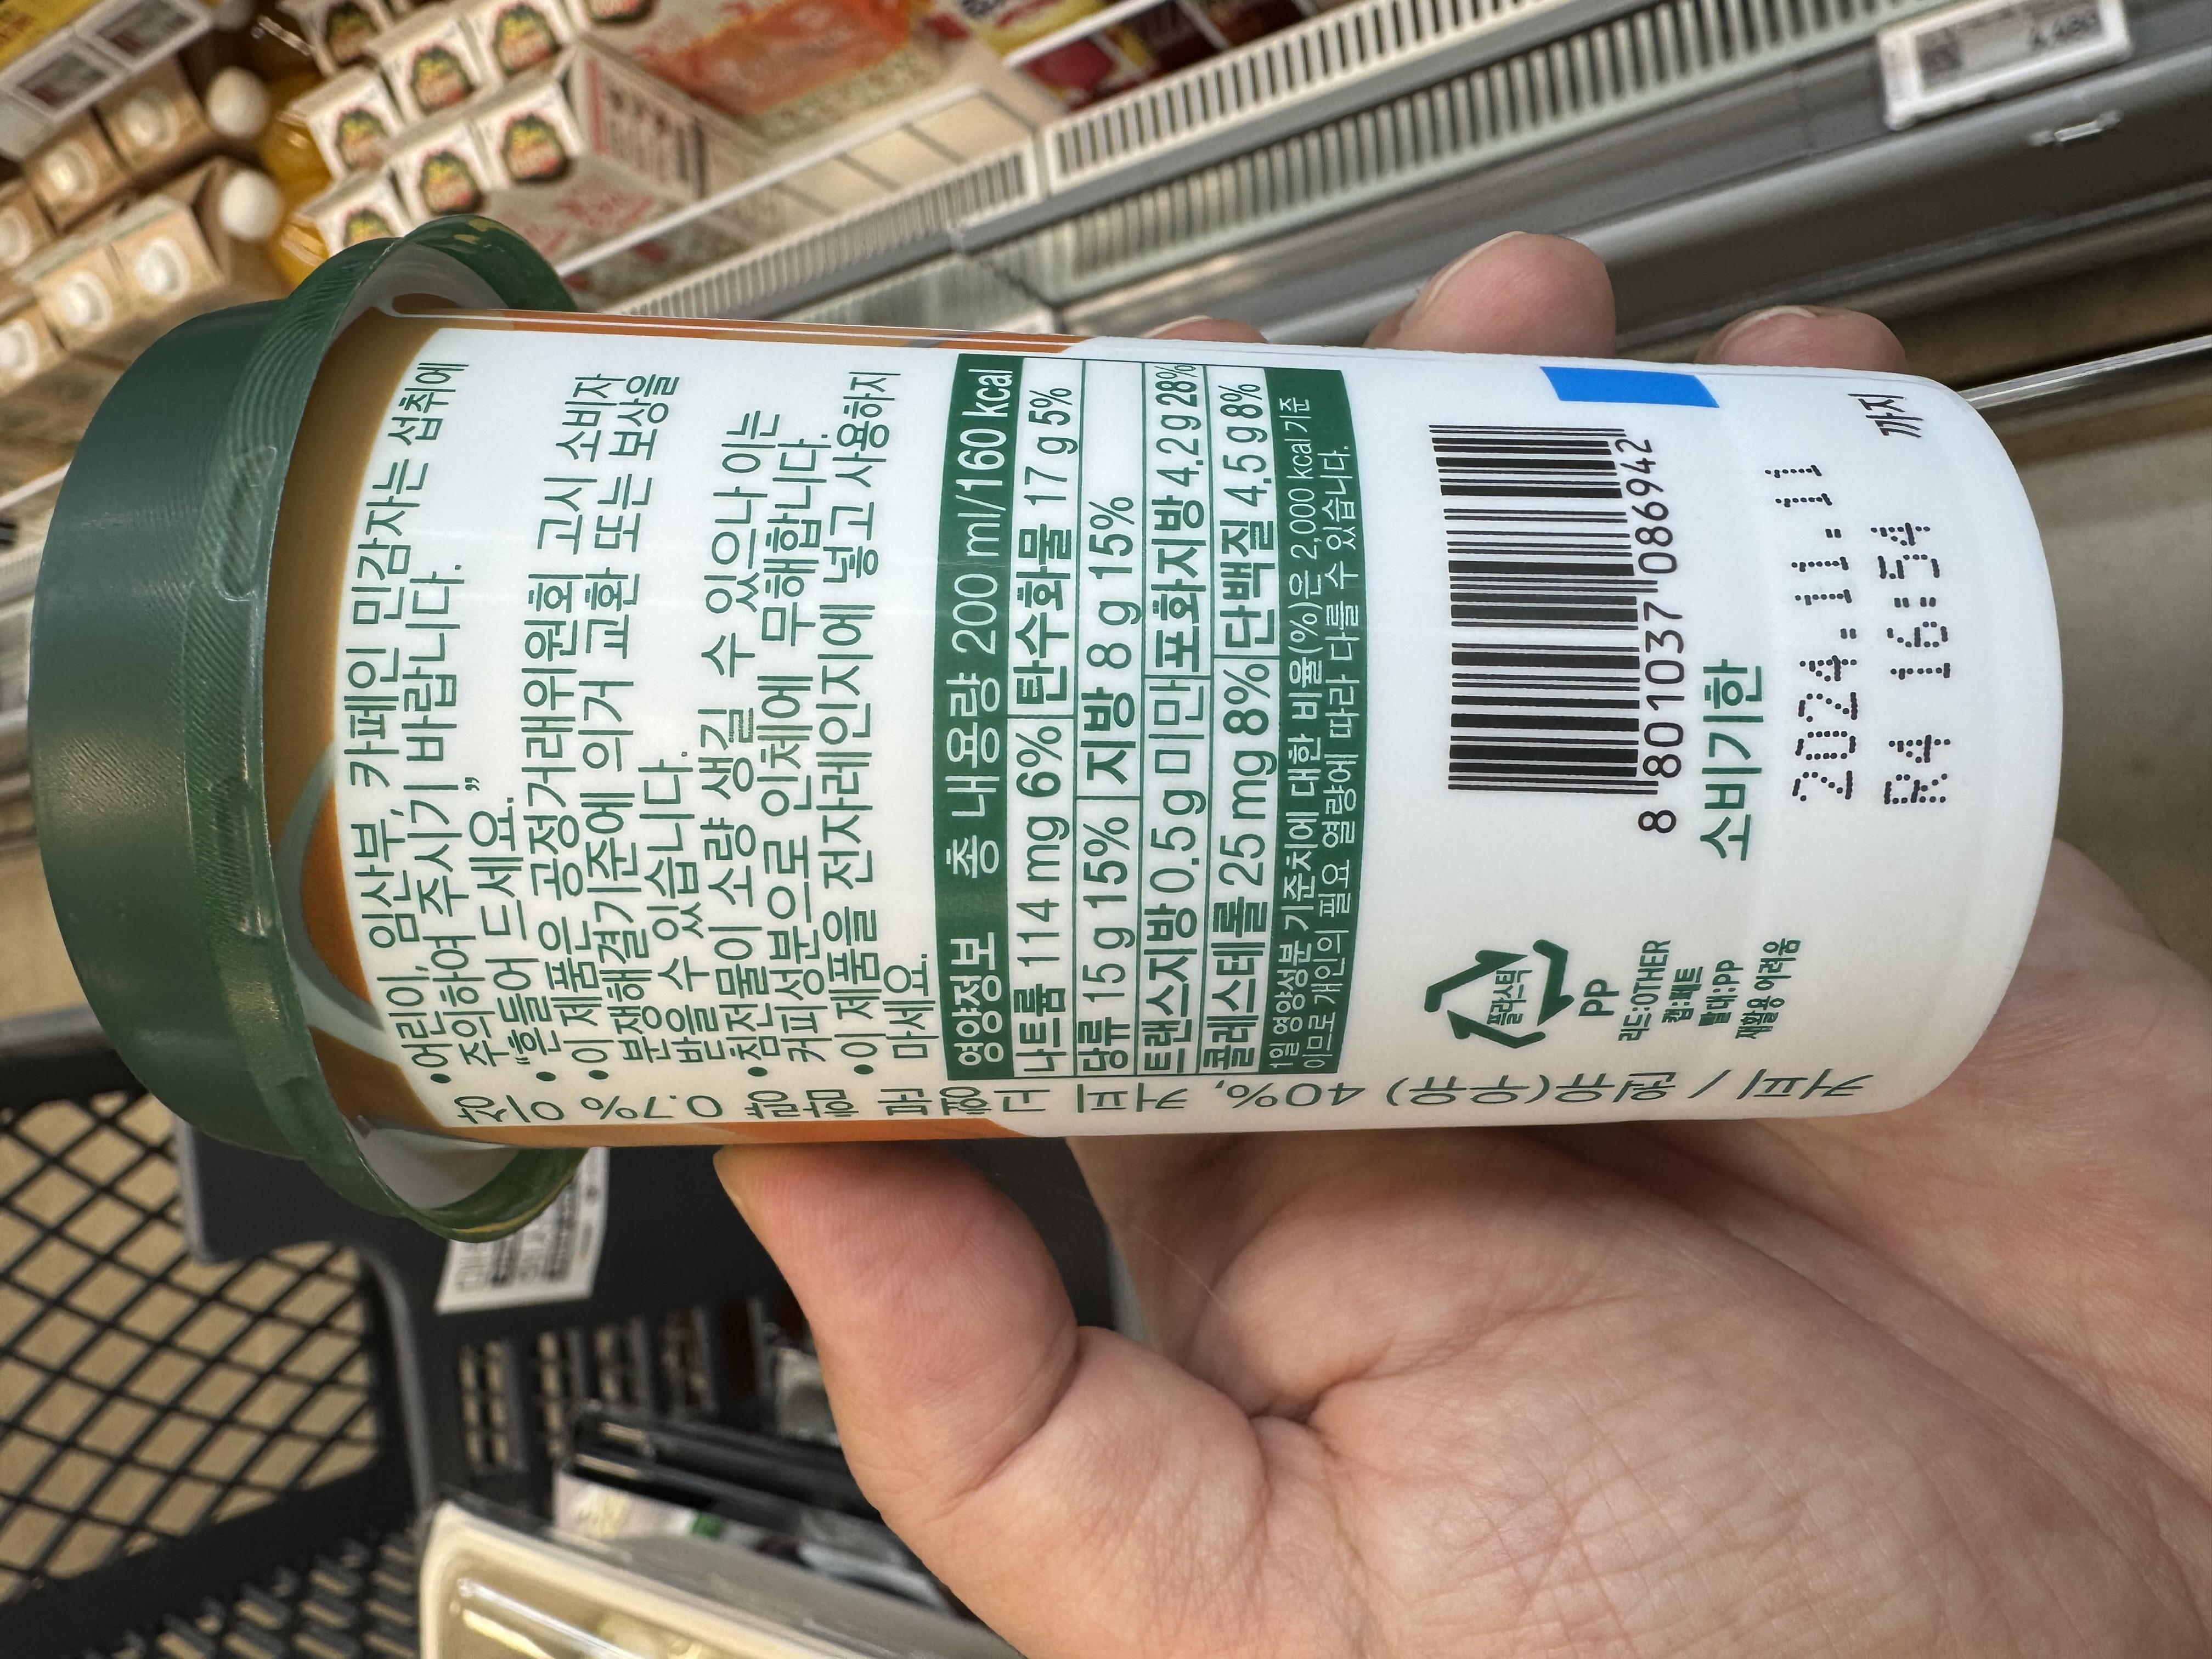 •어린이, 임산부, 카페인 민감자는 섭취에
주의하여 주시기 바랍니다.
•“흔들어 드세요.”
•이 제품은 공정거래위원회 고시 소비자
분쟁해결기준에 의거 교환 또는 보상을
받을 수 있습니다.
•침전물이 소량 생길 수 있으나 이는
커피성분으로 인체에 무해합니다.
•이 제품을 전자레인지에 넣고 사용하지
마세요.
영양정보 총 내용량 200 ml/160 kcal
나트륨 114 mg 6% 탄수화물 17 g 5%
당류 15 g 15% 지방 8 g 15%
트랜스지방 0.5 g 미만 포화지방 4.2 g 28%
콜레스테롤 25 mg 8% 단백질 4.5 g 8%
1일 영양성분 기준치에 대한 비율(%)은 2,000 kcal 기준
이므로 개인의 필요 열량에 따라 다를 수 있습니다.
커피 / 원유(우유) 40%, 커피 고형분 함량 0.7% 이상
플라스틱
PP
리드:OTHER
캡:페트
빨대:PP
재활용 어려움
8 801037 086942
소비기한
2024.11.11
R4 16:54 까지